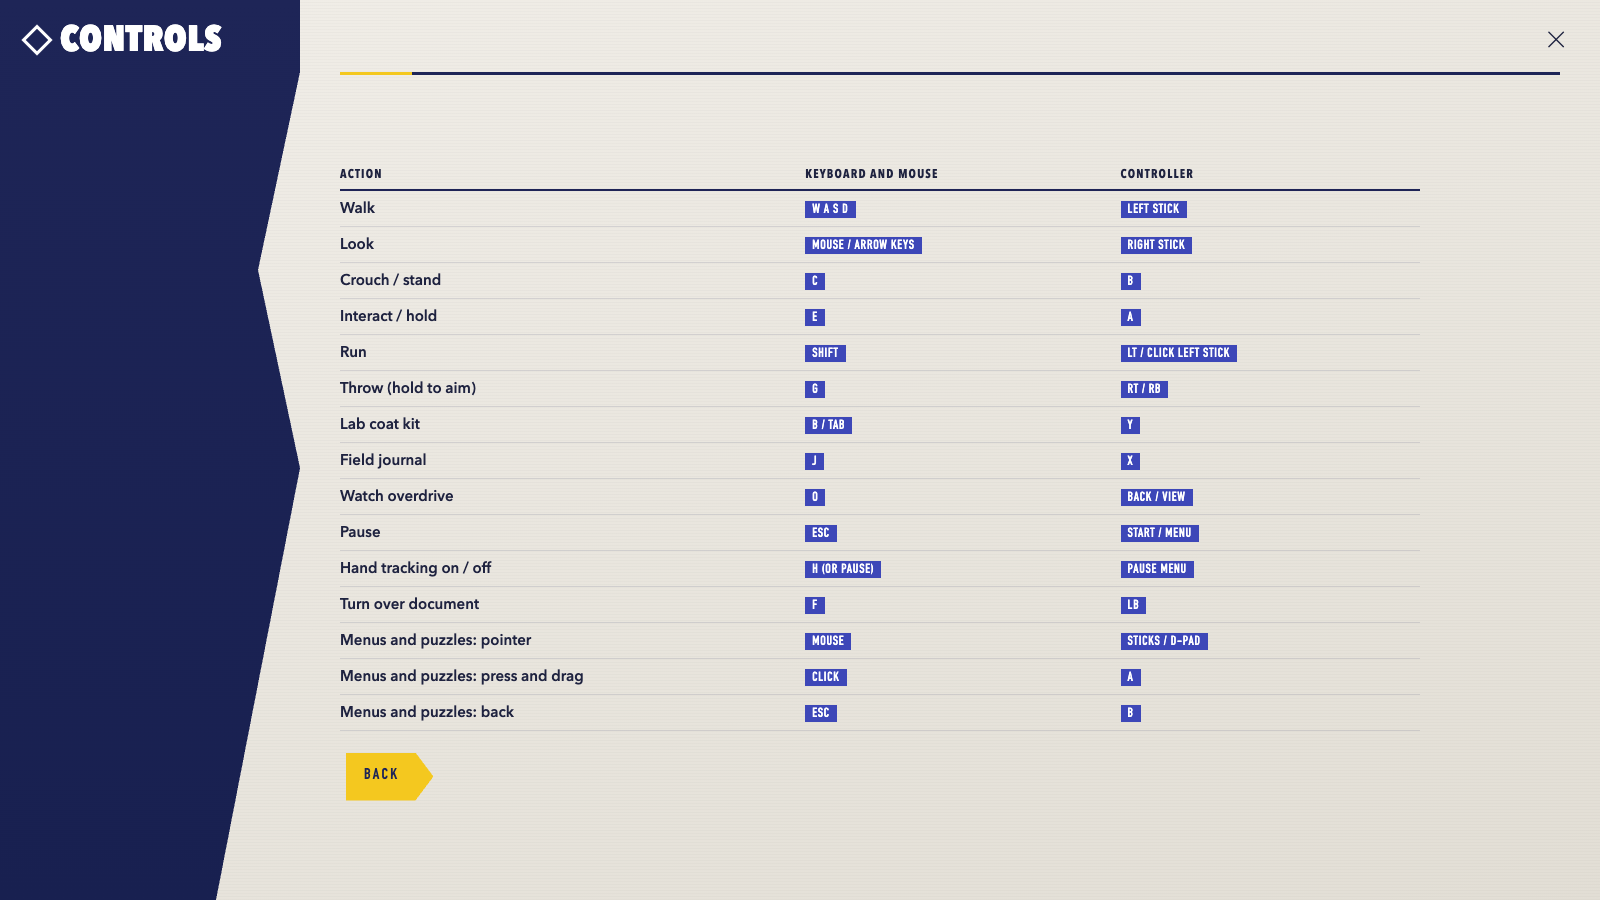 CONTROLS
ACTION KEYBOARD AND MOUSE CONTROLLER
Walk W A S D LEFT STICK
Look MOUSE / ARROW KEYS RIGHT STICK
Crouch / stand C B
Interact / hold E A
Run SHIFT LT / CLICK LEFT STICK
Throw (hold to aim) G RT / RB
Lab coat kit B / TAB Y
Field journal J X
Watch overdrive O BACK / VIEW
Pause ESC START / MENU
Hand tracking on / off H (OR PAUSE) PAUSE MENU
Turn over document F LB
Menus and puzzles: pointer MOUSE STICKS / D-PAD
Menus and puzzles: press and drag CLICK A
Menus and puzzles: back ESC B
BACK